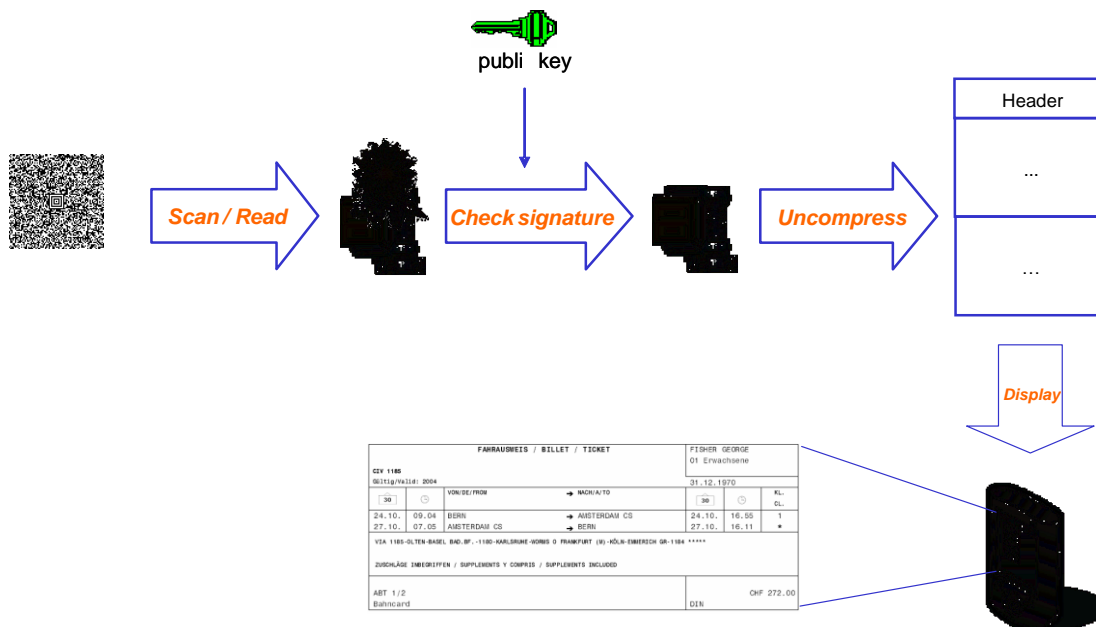 publi key
Header
...
...
Scan / Read
Check signature
Uncompress
Display
FAHRAUSWEIS / BILLET / TICKET
FISHER GEORGE
01 Erwachsene
CIV 1185
Gültig/Valid: 2004
31.12.1970
30 VON/DE/FROM → NACH/A/TO 30 KL.
CL.
24.10. 09.04 BERN → AMSTERDAM CS 24.10. 16.55 1
27.10. 07.05 AMSTERDAM CS → BERN 27.10. 16.11 *
VIA 1185-OLTEN-BASEL BAD.BF.-1180-KARLSRUHE-WORMS O FRANKFURT (M)-KÖLN-EMMERICH GR-1184 *****
ZUSCHLÄGE INBEGRIFFEN / SUPPLEMENTS Y COMPRIS / SUPPLEMENTS INCLUDED
ABT 1/2 CHF 272.00
Bahncard DIN